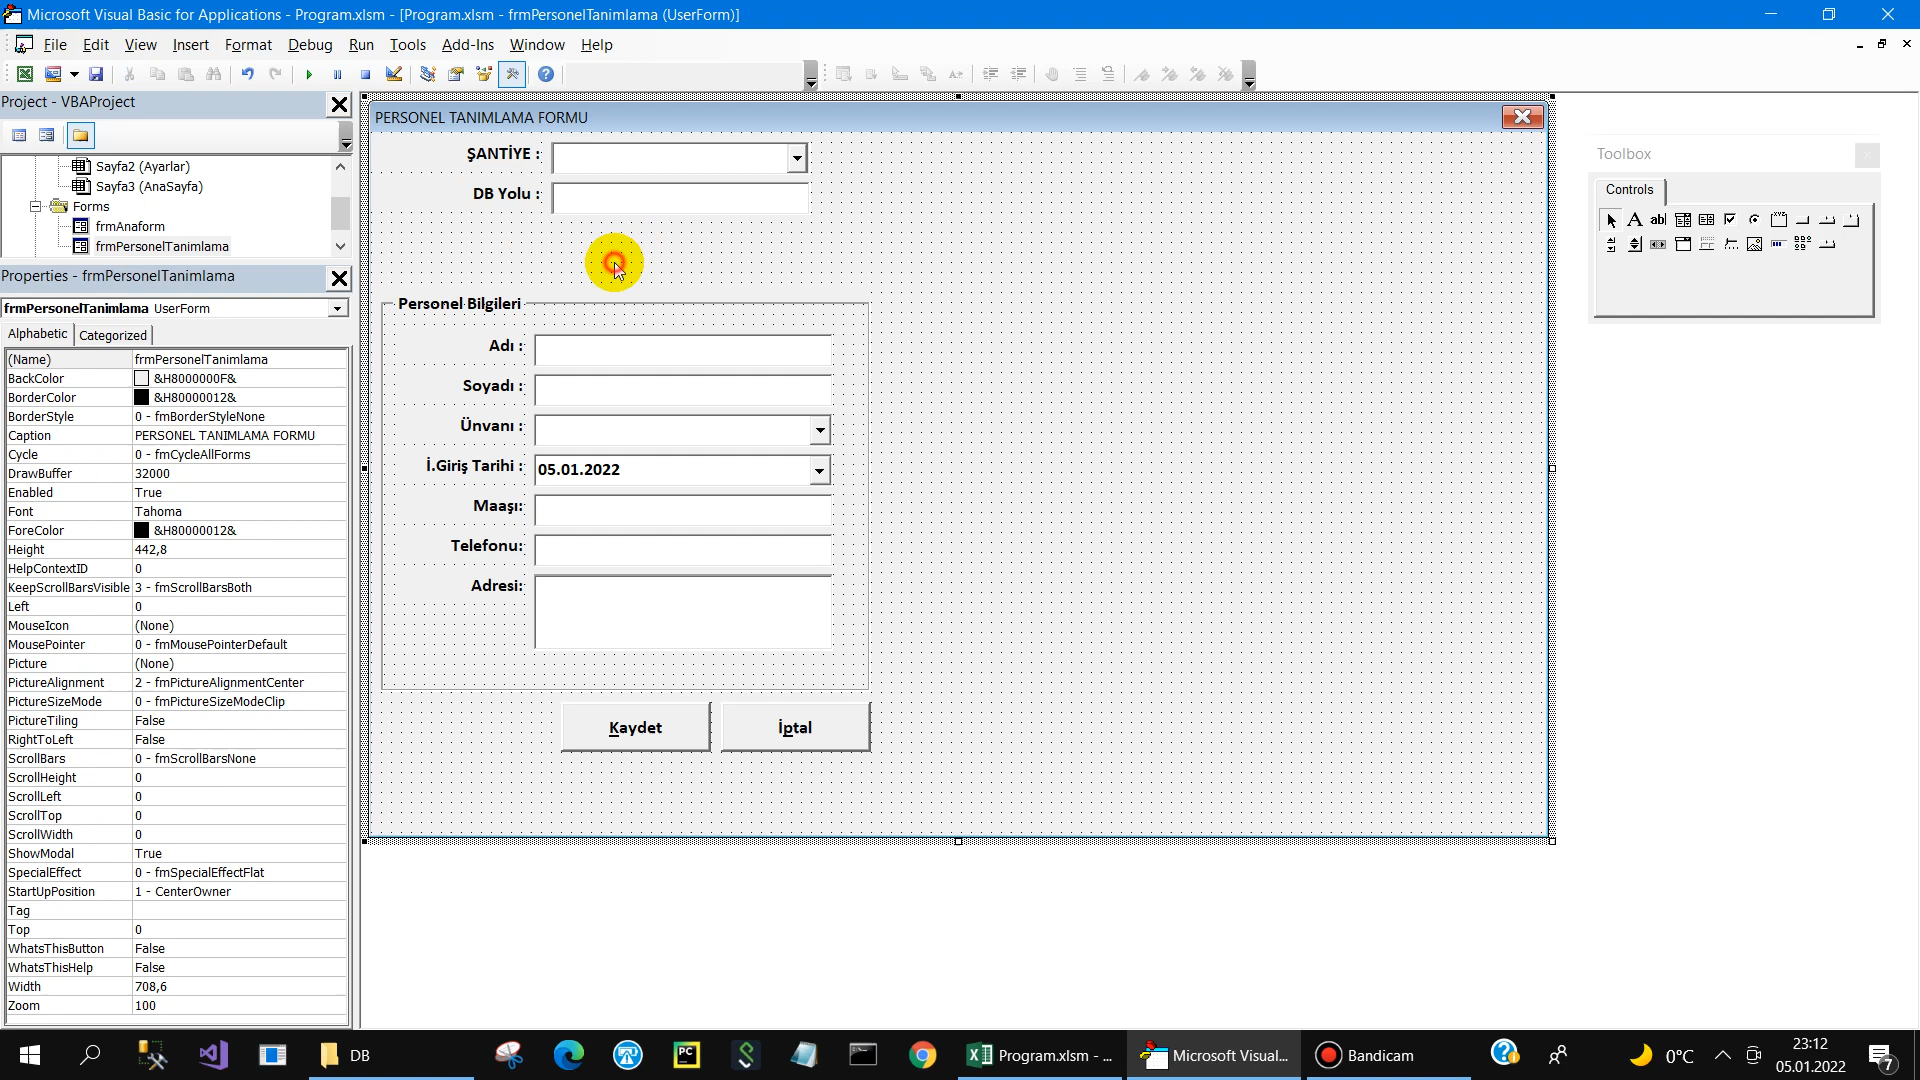 Microsoft Visual Basic for Applications - Program.xlsm - [Program.xlsm - frmPersonelTanimlama (UserForm)]
File Edit View Insert Format Debug Run Tools Add-Ins Window Help
Project - VBAProject
Sayfa2 (Ayarlar)
Sayfa3 (AnaSayfa)
Forms
frmAnaform
frmPersonelTanimlama
Properties - frmPersonelTanimlama
frmPersonelTanimlama UserForm
Alphabetic Categorized
(Name) frmPersonelTanimlama
BackColor &H8000000F&
BorderColor &H80000012&
BorderStyle 0 - fmBorderStyleNone
Caption PERSONEL TANIMLAMA FORMU
Cycle 0 - fmCycleAllForms
DrawBuffer 32000
Enabled True
Font Tahoma
ForeColor &H80000012&
Height 442,8
HelpContextID 0
KeepScrollBarsVisible 3 - fmScrollBarsBoth
Left 0
MouseIcon (None)
MousePointer 0 - fmMousePointerDefault
Picture (None)
PictureAlignment 2 - fmPictureAlignmentCenter
PictureSizeMode 0 - fmPictureSizeModeClip
PictureTiling False
RightToLeft False
ScrollBars 0 - fmScrollBarsNone
ScrollHeight 0
ScrollLeft 0
ScrollTop 0
ScrollWidth 0
ShowModal True
SpecialEffect 0 - fmSpecialEffectFlat
StartUpPosition 1 - CenterOwner
Tag
Top 0
WhatsThisButton False
WhatsThisHelp False
Width 708,6
Zoom 100
PERSONEL TANIMLAMA FORMU
ŞANTİYE :
DB Yolu :
Personel Bilgileri
Adı :
Soyadı :
Ünvanı :
İ.Giriş Tarihi : 05.01.2022
Maaşı:
Telefonu:
Adresi:
Kaydet İptal
Toolbox
Controls
DB
Program.xlsm - ...
Microsoft Visual...
Bandicam
0°C
23:12
05.01.2022
7